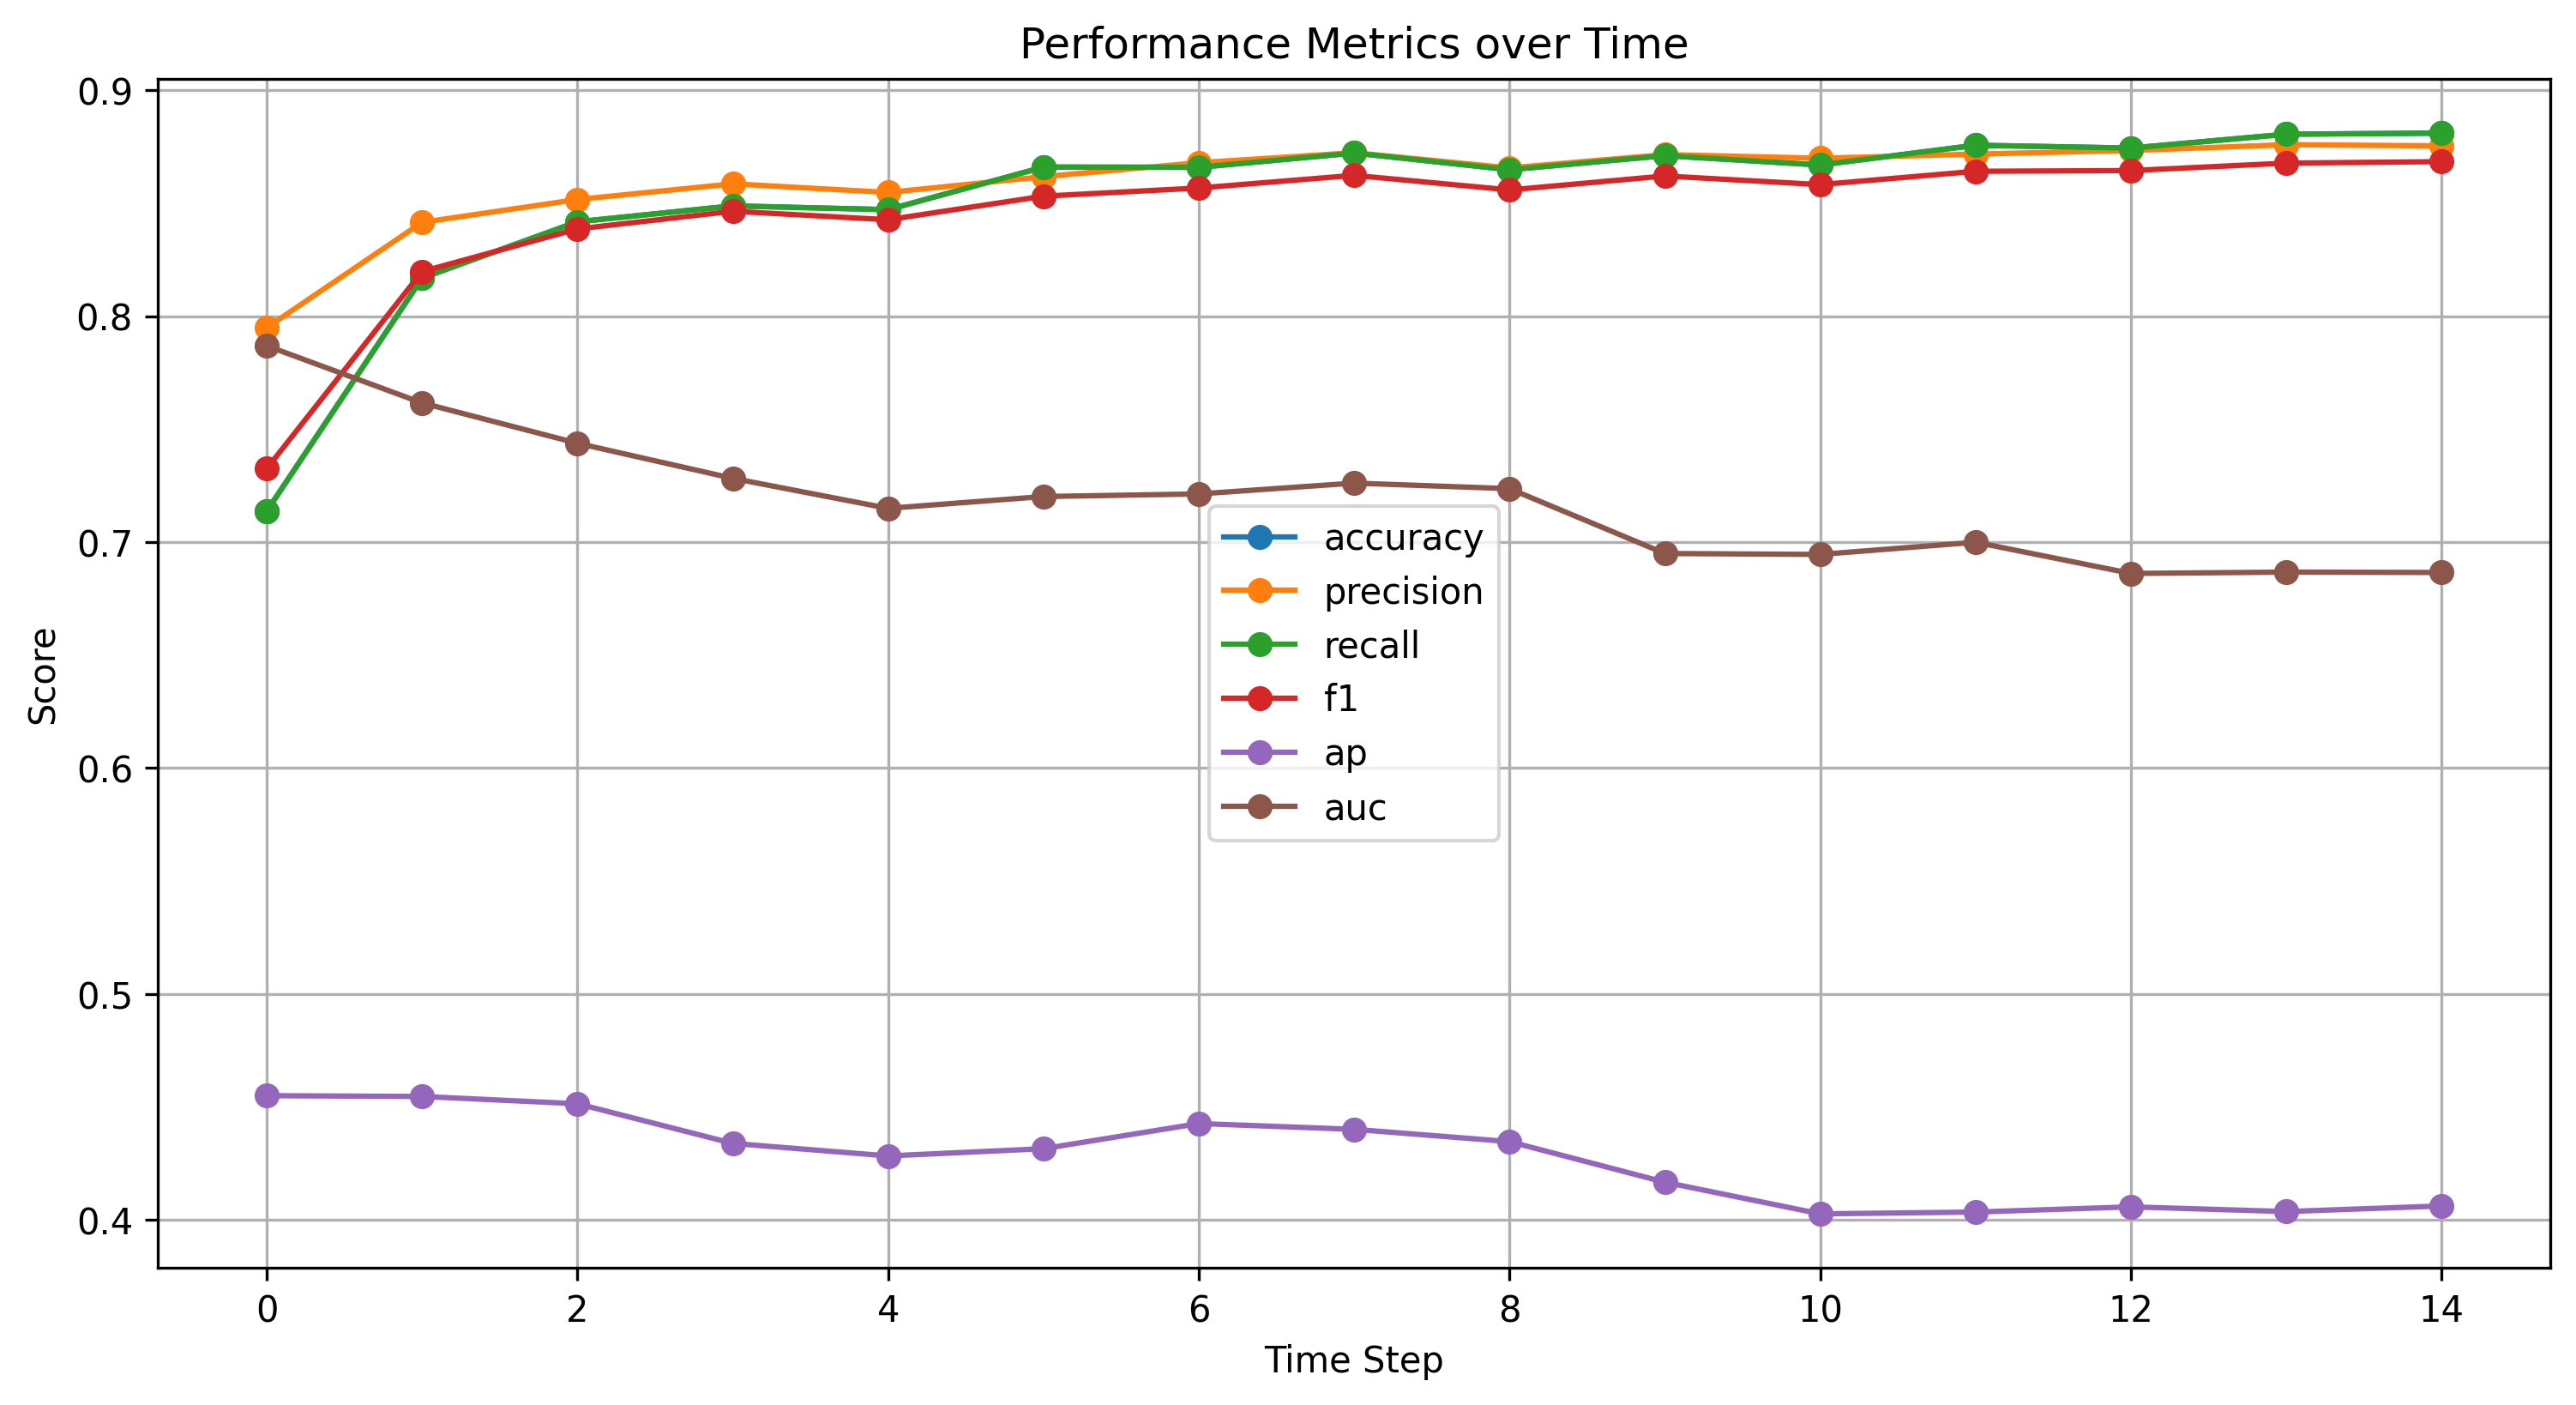 Performance Metrics over Time
0.9
0.8
0.7
0.6
0.5
0.4
Score
accuracy
precision
recall
f1
ap
auc
0 2 4 6 8 10 12 14
Time Step